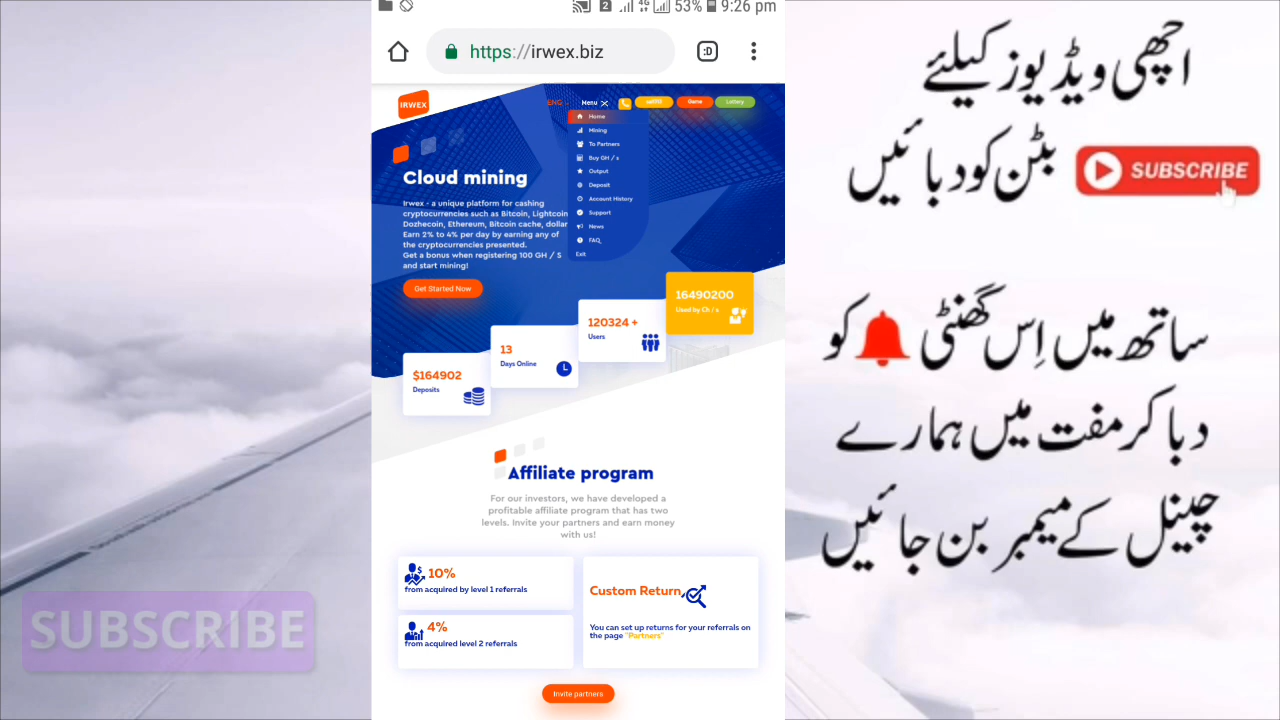 2 4G 53% 9:26 pm
https://irwex.biz
:D
IRWEX
ENG
Menu
Game
Lottery
Home
Mining
To Partners
Buy GH / s
Output
Deposit
Account History
Support
News
FAQ
Exit
Cloud mining
Irwex - a unique platform for cashing
cryptocurrencies such as Bitcoin, Lightcoin
Dozhecoin, Ethereum, Bitcoin cache, dollar
Earn 2% to 4% per day by earning any of
the cryptocurrencies presented.
Get a bonus when registering 100 GH / S
and start mining!
Get Started Now
16490200
Used by Gh / s
120324 +
Users
13
Days Online
$164902
Deposits
Affiliate program
For our investors, we have developed a
profitable affiliate program that has two
levels. Invite your partners and earn money
with us!
10%
from acquired by level 1 referrals
4%
from acquired level 2 referrals
Custom Return
You can set up returns for your referrals on
the page "Partners"
Invite partners
اچھی ویڈیوز کیلئے
بٹن کو دبائیں
SUBSCRIBE
ساتھ میں اِس گھنٹی کو
دبا کر مفت میں ہمارے
چینل کے میمبر بن جائیں
SUBSCRIBE